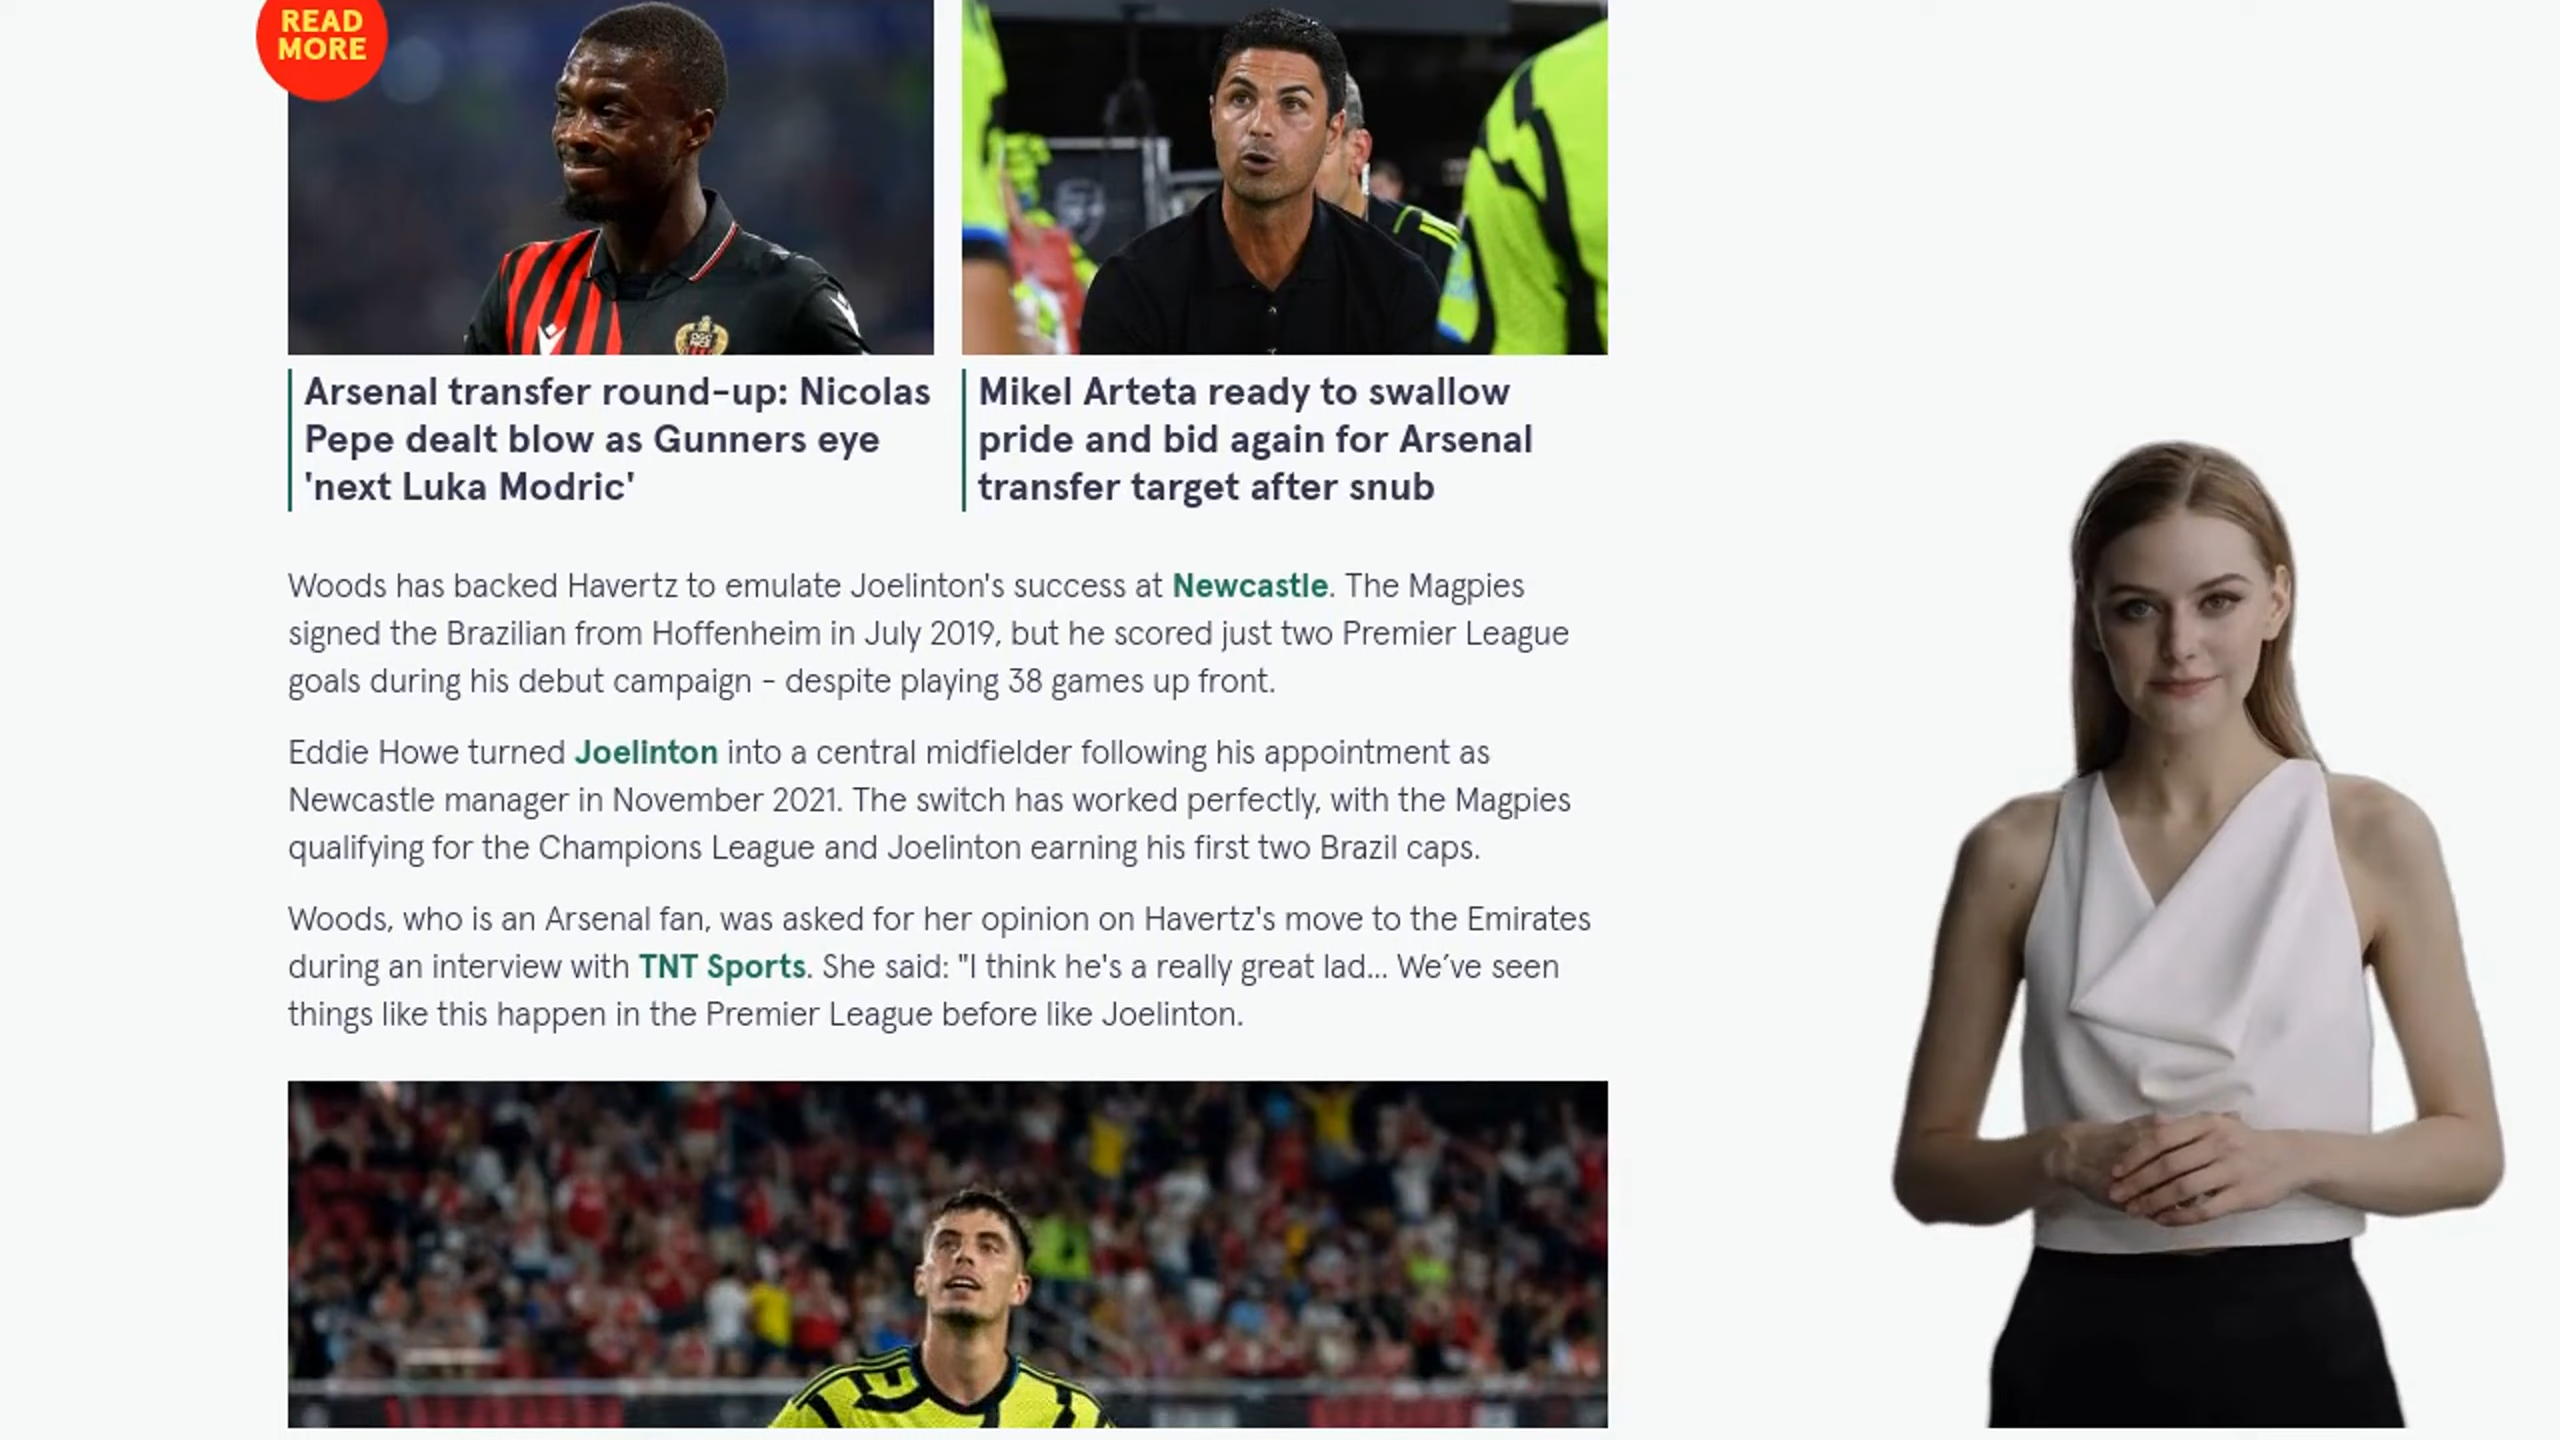 READ
MORE
Arsenal transfer round-up: Nicolas
Pepe dealt blow as Gunners eye
'next Luka Modric'
Mikel Arteta ready to swallow
pride and bid again for Arsenal
transfer target after snub
Woods has backed Havertz to emulate Joelinton's success at Newcastle. The Magpies
signed the Brazilian from Hoffenheim in July 2019, but he scored just two Premier League
goals during his debut campaign - despite playing 38 games up front.
Eddie Howe turned Joelinton into a central midfielder following his appointment as
Newcastle manager in November 2021. The switch has worked perfectly, with the Magpies
qualifying for the Champions League and Joelinton earning his first two Brazil caps.
Woods, who is an Arsenal fan, was asked for her opinion on Havertz's move to the Emirates
during an interview with TNT Sports. She said: "I think he's a really great lad... We’ve seen
things like this happen in the Premier League before like Joelinton.